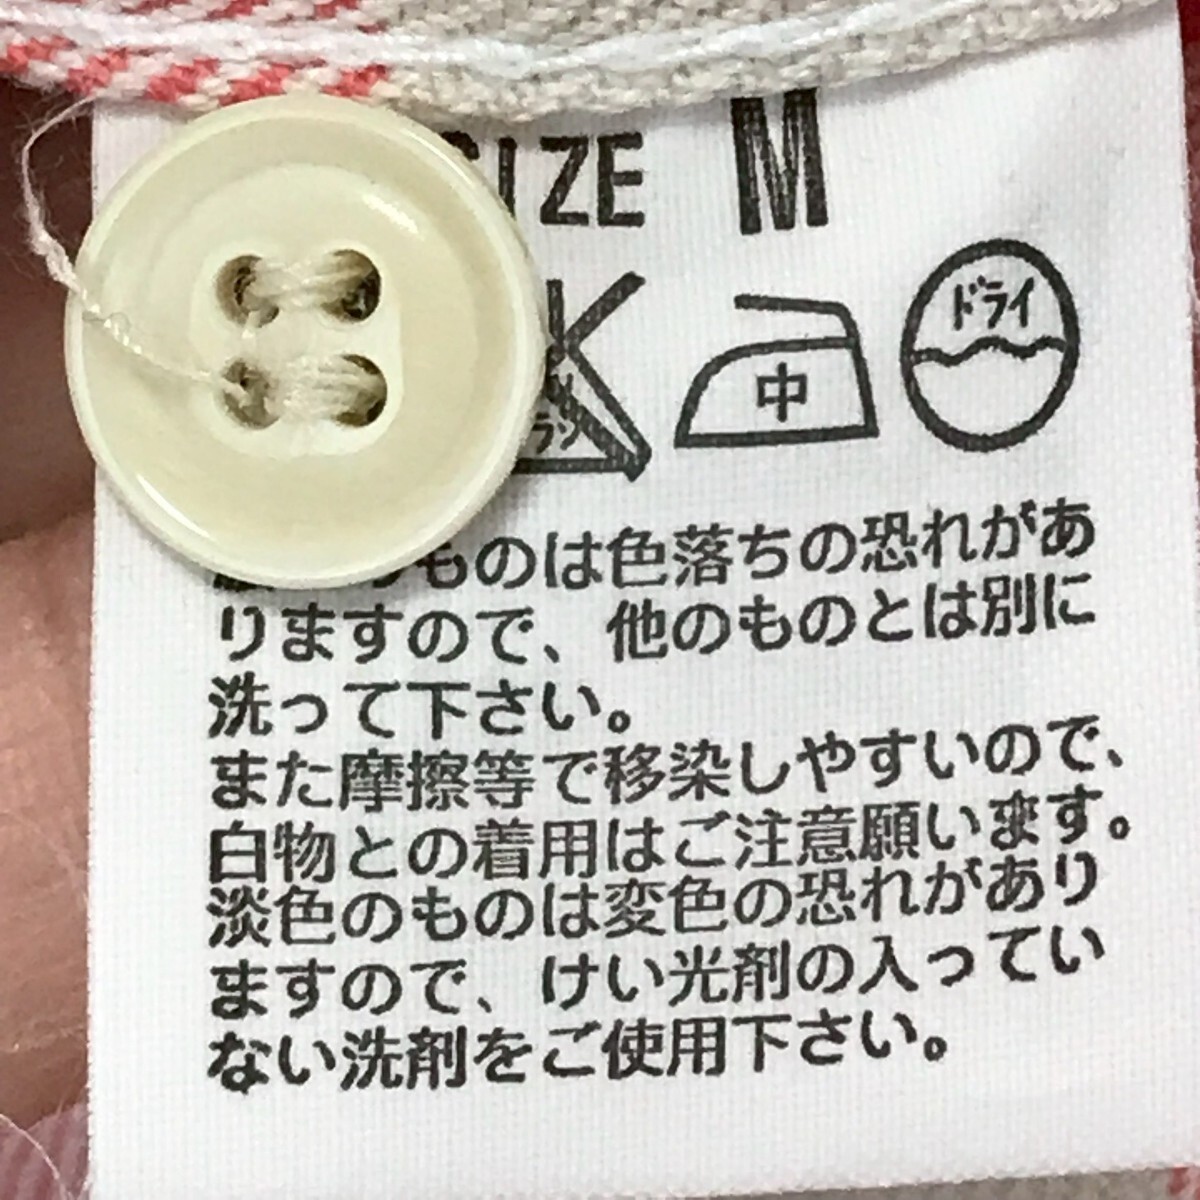 SIZE M
中 ドライ
ものは色落ちの恐れがあ
りますので、他のものとは別に
洗って下さい。
また摩擦等で移染しやすいので、
白物との着用はご注意願います。
淡色のものは変色の恐れがあり
ますので、けい光剤の入ってい
ない洗剤をご使用下さい。